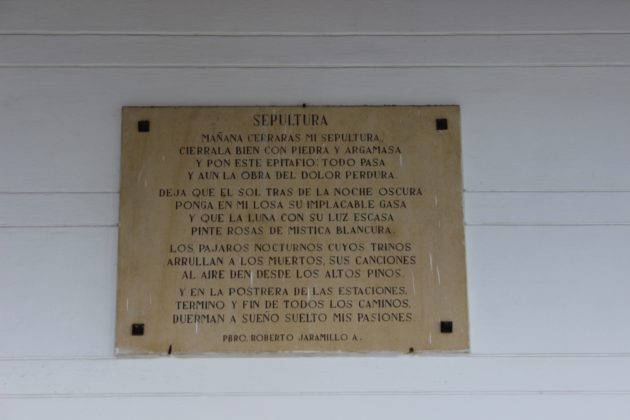 SEPULTURA
MAÑANA CERRARAS MI SEPULTURA,
CIERRALA BIEN CON PIEDRA Y ARGAMASA
Y PON ESTE EPITAFIO: TODO PASA
Y AUN LA OBRA DEL DOLOR PERDURA.
DEJA QUE EL SOL TRAS DE LA NOCHE OSCURA
PONGA EN MI LOSA SU IMPLACABLE GASA
Y QUE LA LUNA CON SU LUZ ESCASA
PINTE ROSAS DE MISTICA BLANCURA.
LOS PAJAROS NOCTURNOS CUYOS TRINOS
ARRULLAN A LOS MUERTOS, SUS CANCIONES
AL AIRE DEN DESDE LOS ALTOS PINOS.
Y EN LA POSTRERA DE LAS ESTACIONES,
TERMINO Y FIN DE TODOS LOS CAMINOS,
DUERMAN A SUEÑO SUELTO MIS PASIONES
PBRO. ROBERTO JARAMILLO A.